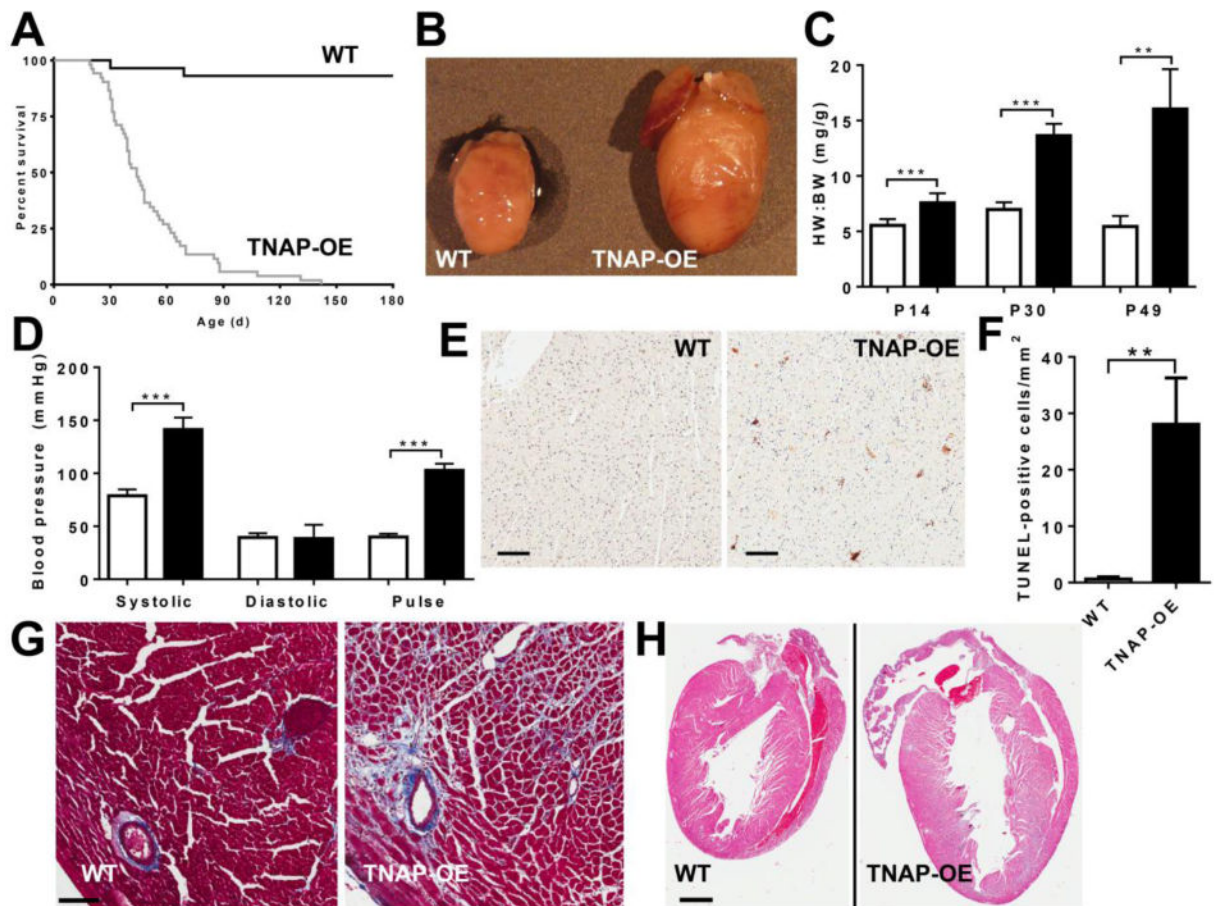 A
WT
TNAP-OE
100
75
50
25
0
Percent survival
0 30 60 90 120 150 180
Age (d)
B
WT
TNAP-OE
C
HW:BW (mg/g)
20
15
10
5
0
***
***
**
P14 P30 P49
D
Blood pressure (mmHg)
200
150
100
50
0
***
***
Systolic Diastolic Pulse
E
WT
TNAP-OE
F
TUNEL-positive cells/mm²
40
30
20
10
0
**
WT
TNAP-OE
G
WT
TNAP-OE
H
WT
TNAP-OE